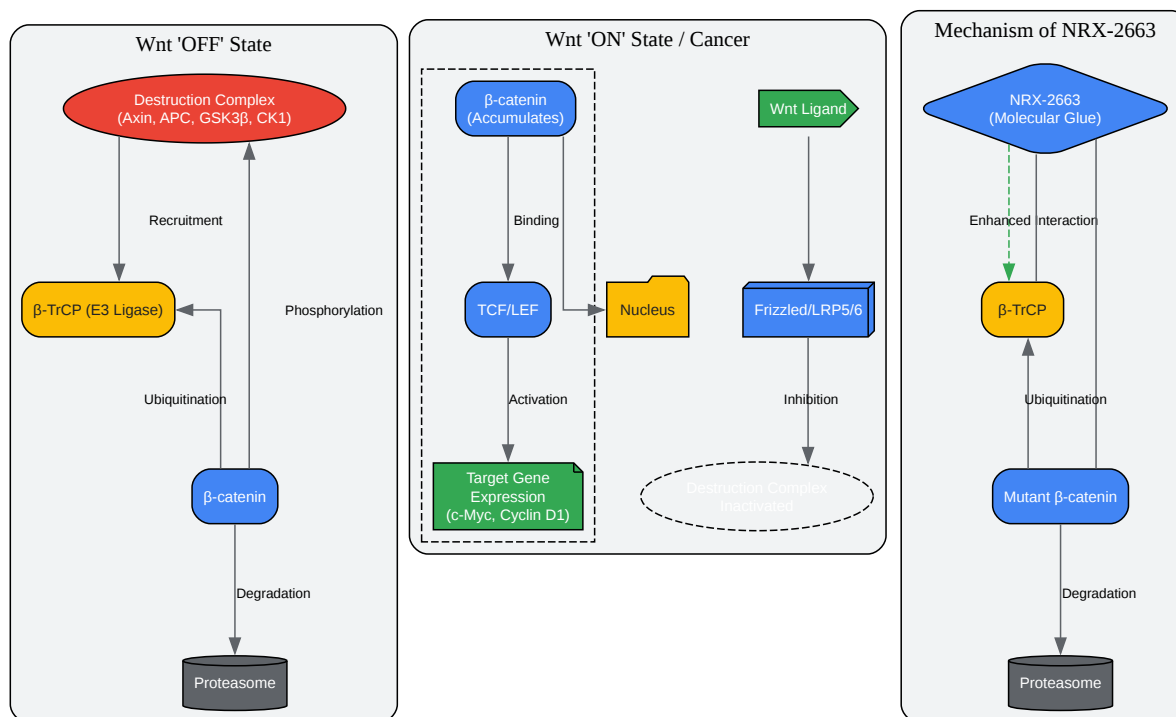 Wnt 'OFF' State
Destruction Complex
(Axin, APC, GSK3β, CK1)
Recruitment
β-TrCP (E3 Ligase)
Phosphorylation
Ubiquitination
β-catenin
Degradation
Proteasome
Wnt 'ON' State / Cancer
β-catenin
(Accumulates)
Wnt Ligand
Binding
TCF/LEF
Nucleus
Frizzled/LRP5/6
Activation
Inhibition
Target Gene
Expression
(c-Myc, Cyclin D1)
Destruction Complex
Inactivated
Mechanism of NRX-2663
NRX-2663
(Molecular Glue)
Enhanced Interaction
β-TrCP
Ubiquitination
Mutant β-catenin
Degradation
Proteasome